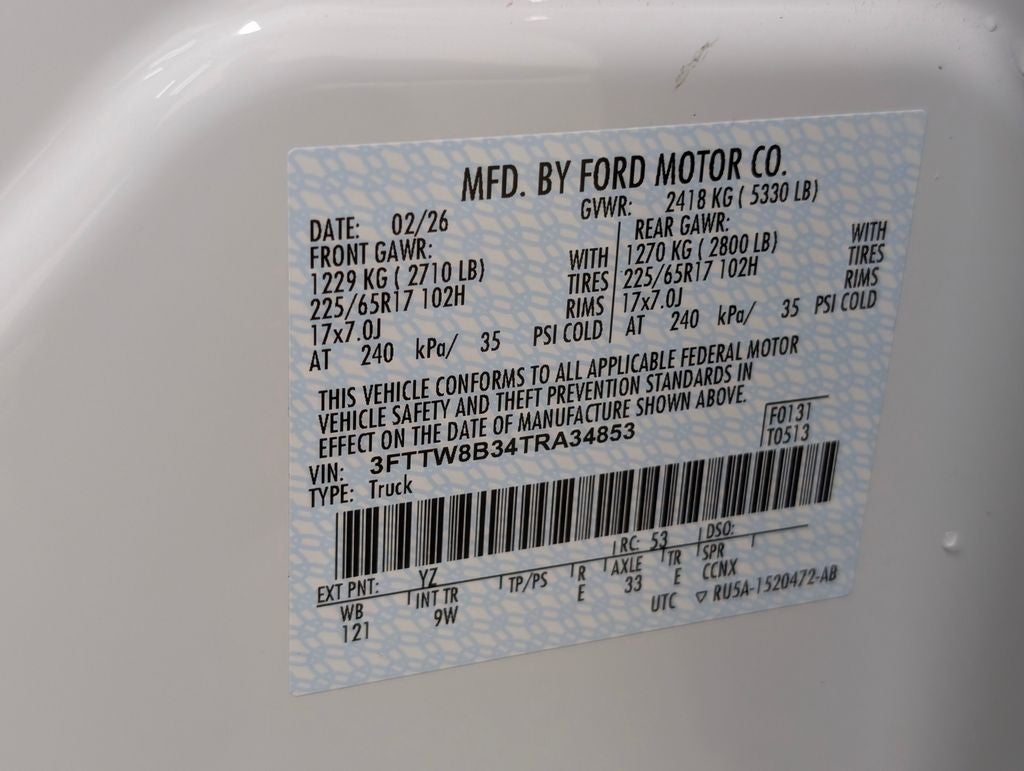 MFD. BY FORD MOTOR CO.
DATE: 02/26 GVWR: 2418 KG ( 5330 LB)
FRONT GAWR: REAR GAWR:
1229 KG ( 2710 LB) WITH 1270 KG ( 2800 LB) WITH
225/65R17 102H TIRES 225/65R17 102H TIRES
17x7.0J RIMS 17x7.0J RIMS
AT 240 kPa/ 35 PSI COLD AT 240 kPa/ 35 PSI COLD
THIS VEHICLE CONFORMS TO ALL APPLICABLE FEDERAL MOTOR
VEHICLE SAFETY AND THEFT PREVENTION STANDARDS IN
EFFECT ON THE DATE OF MANUFACTURE SHOWN ABOVE.
VIN: 3FTTW8B34TRA34853 F0131
TYPE: Truck T0513
EXT PNT: YZ RC: 53 DSO:
WB INT TR TP/PS R AXLE TR SPR
121 9W E 33 E CCNX
UTC ▽ RU5A-1520472-AB